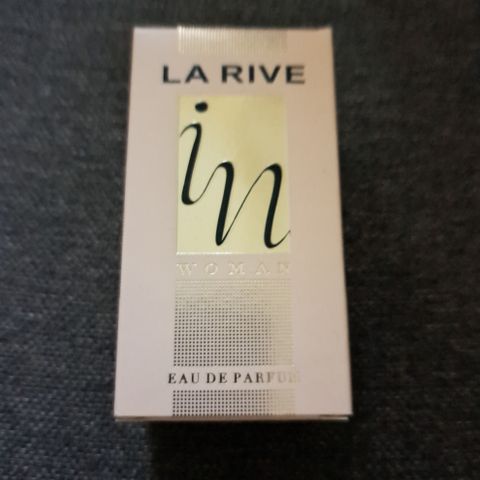 LA RIVE
in
WOMAN
EAU DE PARFUM